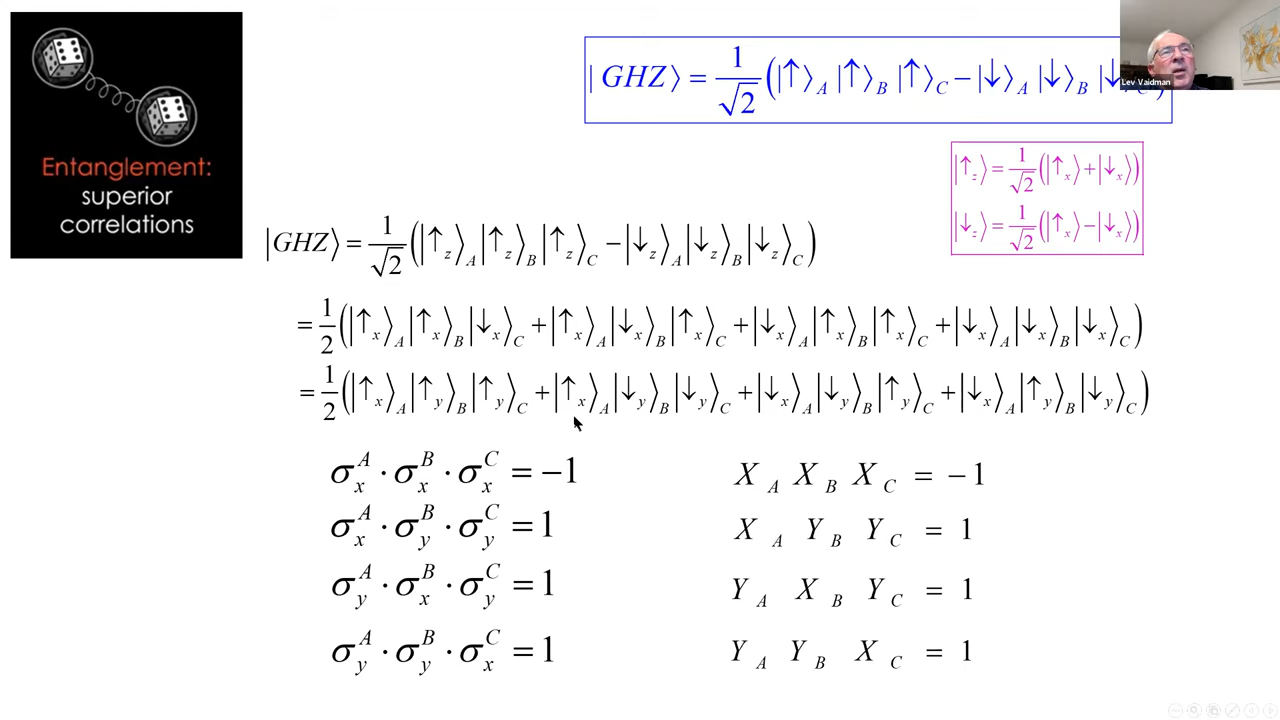 |GHZ⟩ = 1/√2 (|↑⟩_A |↑⟩_B |↑⟩_C − |↓⟩_A |↓⟩_B |↓
Lev Vaidman
Entanglement:
superior
correlations
|↑_z⟩ = 1/√2 (|↑_x⟩ + |↓_x⟩)
|↓_z⟩ = 1/√2 (|↑_x⟩ − |↓_x⟩)
|GHZ⟩ = 1/√2 (|↑_z⟩_A |↑_z⟩_B |↑_z⟩_C − |↓_z⟩_A |↓_z⟩_B |↓_z⟩_C)
= 1/2 (|↑_x⟩_A |↑_x⟩_B |↓_x⟩_C + |↑_x⟩_A |↓_x⟩_B |↑_x⟩_C + |↓_x⟩_A |↑_x⟩_B |↑_x⟩_C + |↓_x⟩_A |↓_x⟩_B |↓_x⟩_C)
= 1/2 (|↑_x⟩_A |↑_y⟩_B |↑_y⟩_C + |↑_x⟩_A |↓_y⟩_B |↓_y⟩_C + |↓_x⟩_A |↓_y⟩_B |↑_y⟩_C + |↓_x⟩_A |↑_y⟩_B |↓_y⟩_C)
σ_x^A · σ_x^B · σ_x^C = −1
X_A X_B X_C = −1
σ_x^A · σ_y^B · σ_y^C = 1
X_A Y_B Y_C = 1
σ_y^A · σ_x^B · σ_y^C = 1
Y_A X_B Y_C = 1
σ_y^A · σ_y^B · σ_x^C = 1
Y_A Y_B X_C = 1